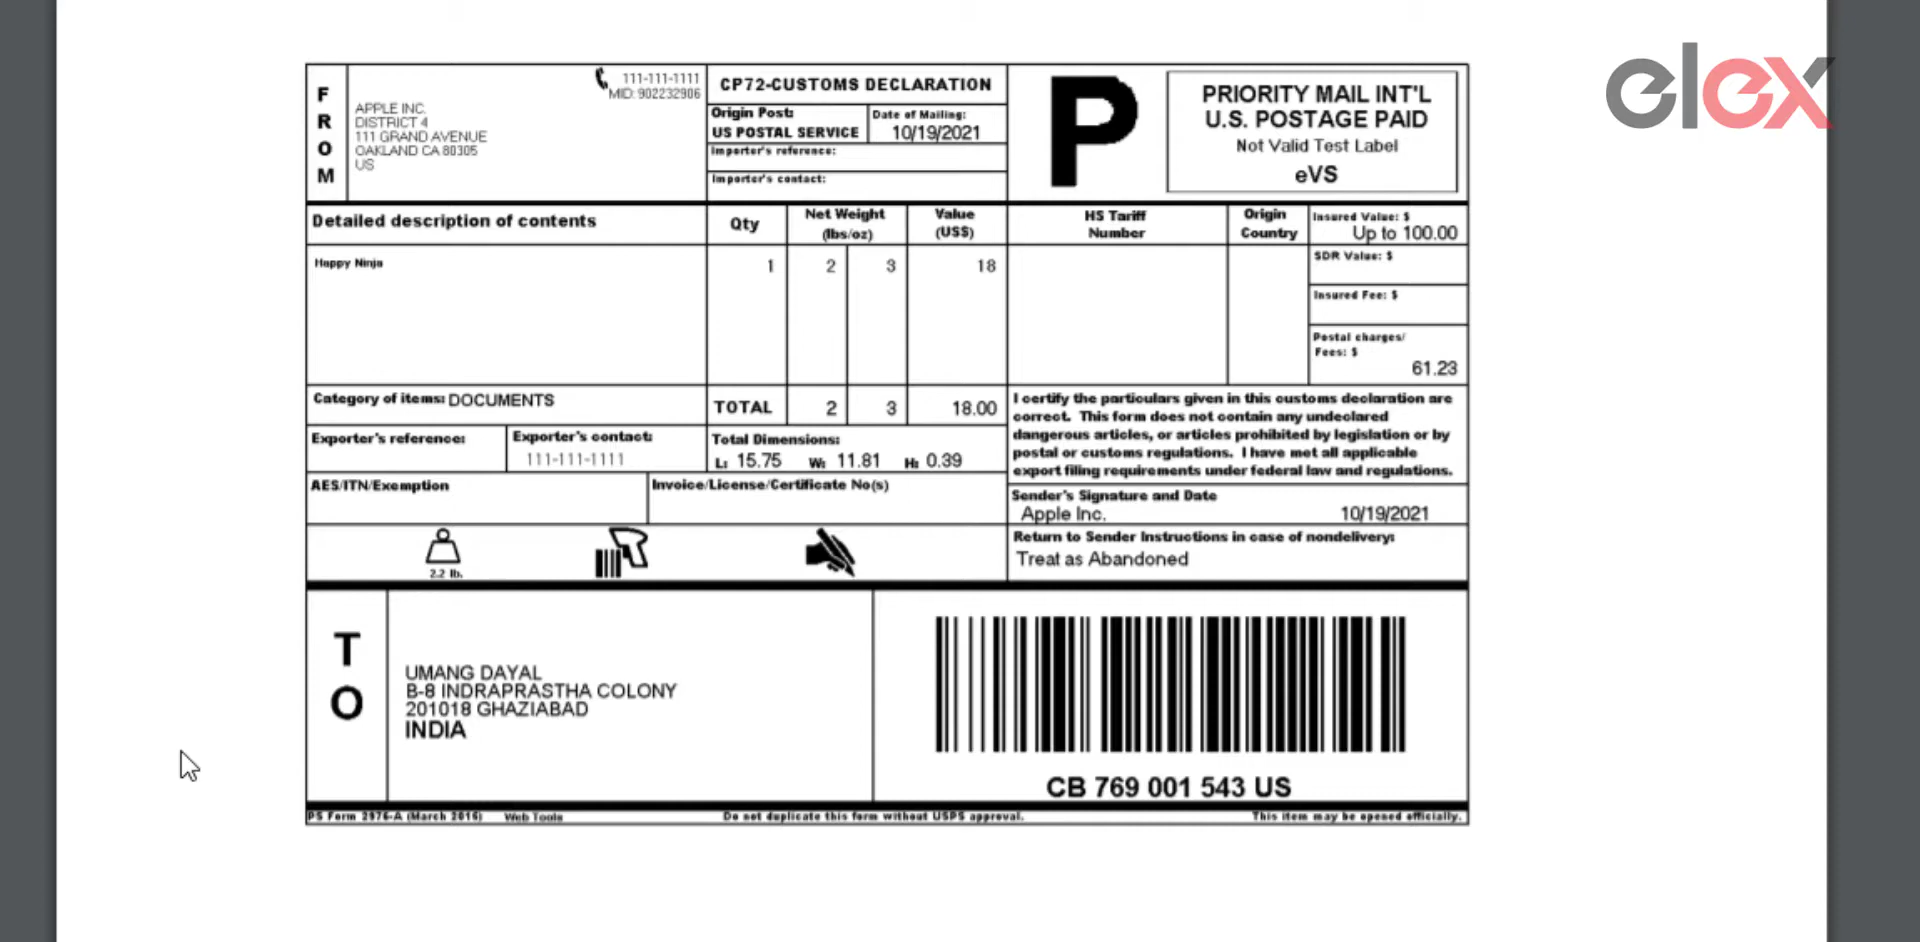 elex
F
R
O
M
111-111-1111
MID: 902232906
APPLE INC.
DISTRICT 4
111 GRAND AVENUE
OAKLAND CA 80305
US
CP72-CUSTOMS DECLARATION
Origin Post:
US POSTAL SERVICE
Date of Mailing:
10/19/2021
Importer's reference:
Importer's contact:
P
PRIORITY MAIL INT'L
U.S. POSTAGE PAID
Not Valid Test Label
eVS
Detailed description of contents
Qty
Net Weight
(lbs/oz)
Value
(US$)
HS Tariff
Number
Origin
Country
Insured Value: $
Up to 100.00
Happy Ninja
1
2
3
18
SDR Value: $
Insured Fee: $
Postal charges/
Fees: $
61.23
Category of items: DOCUMENTS
TOTAL
2
3
18.00
Exporter's reference:
Exporter's contact:
111-111-1111
Total Dimensions:
L: 15.75 W: 11.81 H: 0.39
AES/ITN/Exemption
Invoice/License/Certificate No(s)
I certify the particulars given in this customs declaration are
correct. This form does not contain any undeclared
dangerous articles, or articles prohibited by legislation or by
postal or customs regulations. I have met all applicable
export filing requirements under federal law and regulations.
Sender's Signature and Date
Apple Inc. 10/19/2021
2.2 lb.
Return to Sender Instructions in case of nondelivery:
Treat as Abandoned
T
O
UMANG DAYAL
B-8 INDRAPRASTHA COLONY
201018 GHAZIABAD
INDIA
CB 769 001 543 US
PS Form 2976-A (March 2016) Web Tools Do not duplicate this form without USPS approval. This item may be opened officially.